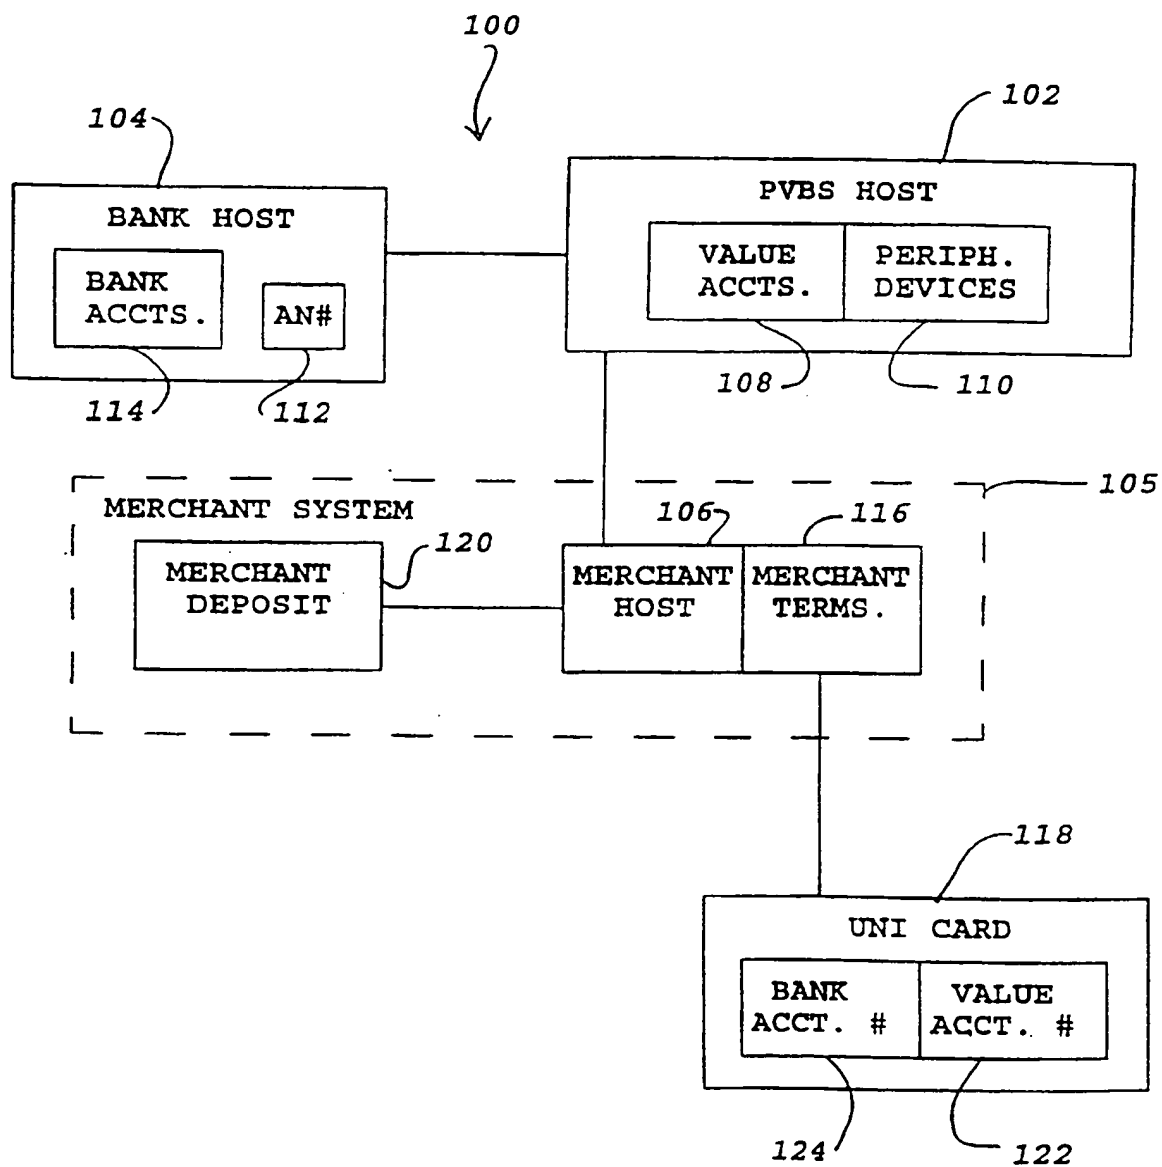 100
104
102
BANK HOST
PVBS HOST
BANK
ACCTS.
AN#
VALUE
ACCTS.
PERIPH.
DEVICES
114
112
108
110
105
MERCHANT SYSTEM
106
116
120
MERCHANT
DEPOSIT
MERCHANT
HOST
MERCHANT
TERMS.
118
UNI CARD
BANK
ACCT. #
VALUE
ACCT. #
124
122